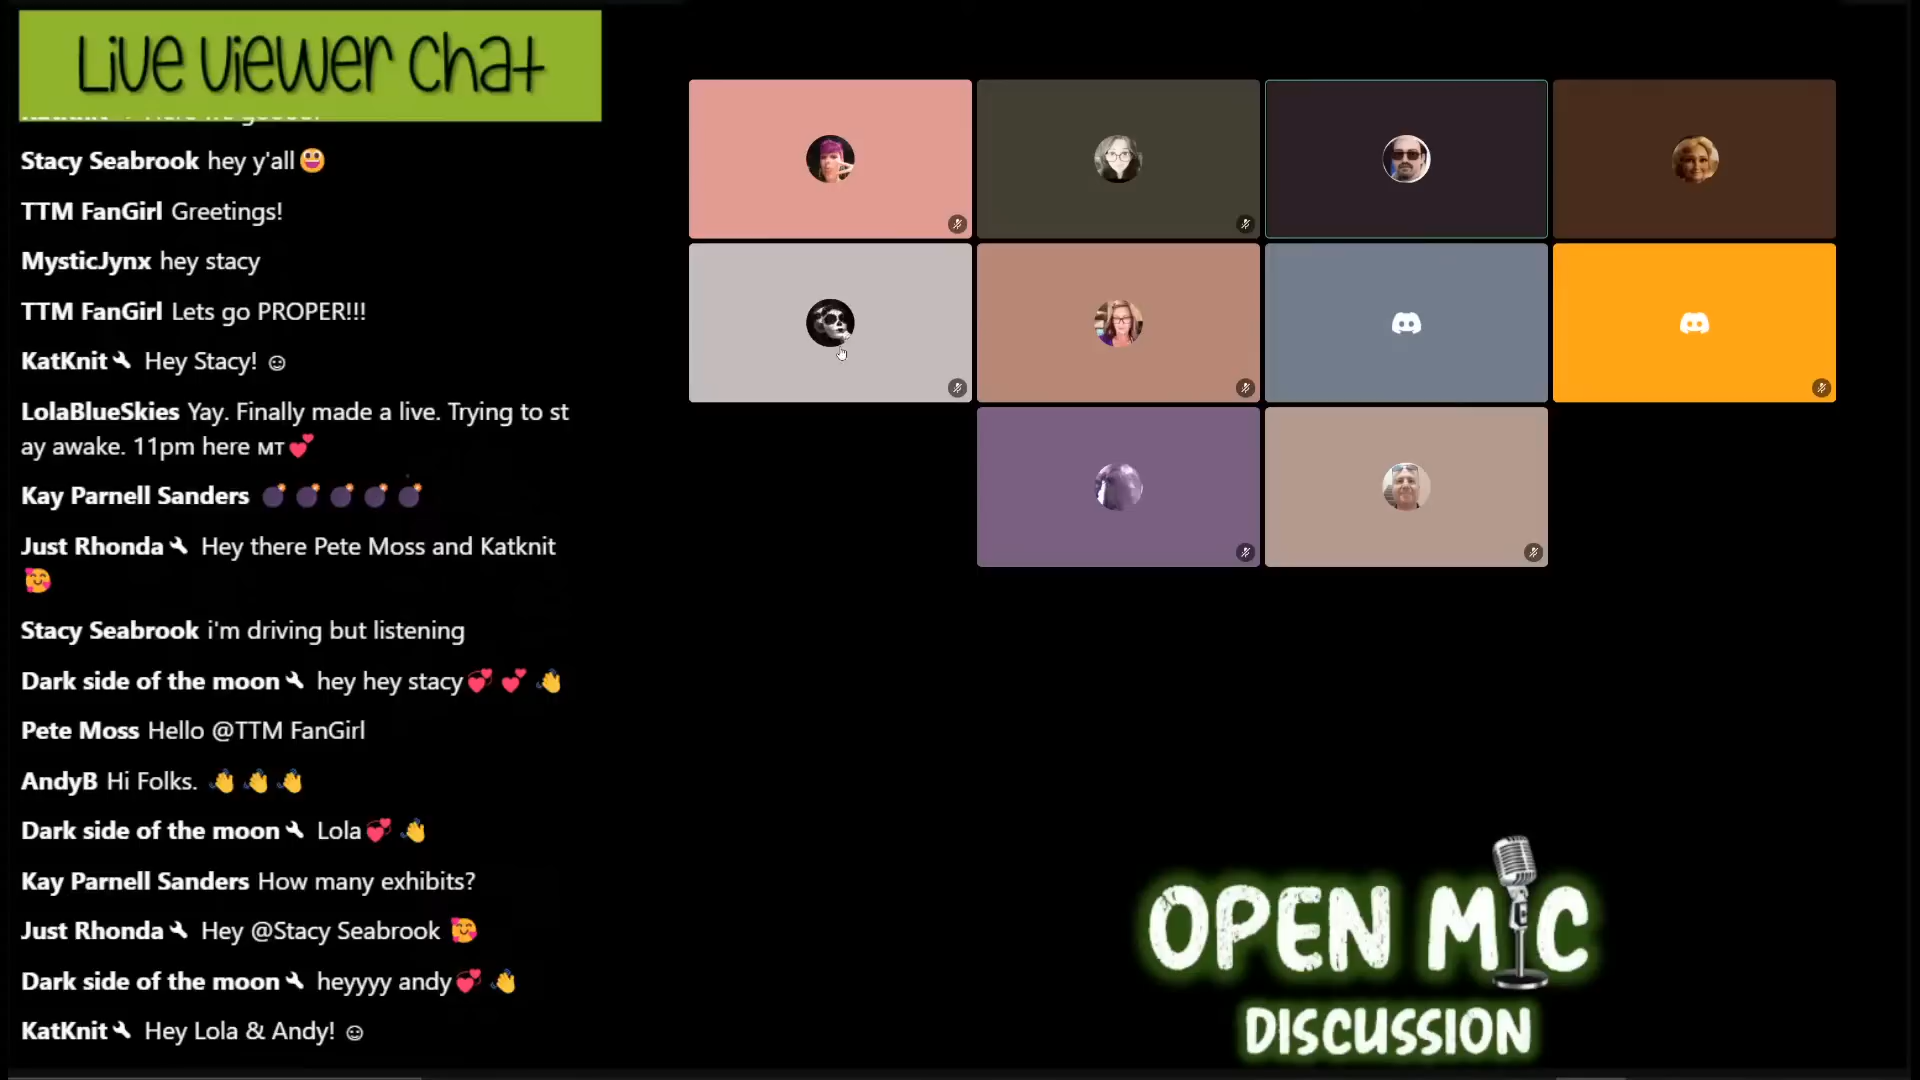 Live Viewer Chat
Stacy Seabrook hey y'all😃
TTM FanGirl Greetings!
MysticJynx hey stacy
TTM FanGirl Lets go PROPER!!!
KatKnit🔧 Hey Stacy! ☺
LolaBlueSkies Yay. Finally made a live. Trying to st
ay awake. 11pm here ᴍᴛ💕
Kay Parnell Sanders 💣💣💣💣💣
Just Rhonda🔧 Hey there Pete Moss and Katknit
🥰
Stacy Seabrook i'm driving but listening
Dark side of the moon🔧 hey hey stacy💞💕👋
Pete Moss Hello @TTM FanGirl
AndyB Hi Folks. 👋👋👋
Dark side of the moon🔧 Lola💞👋
Kay Parnell Sanders How many exhibits?
Just Rhonda🔧 Hey @Stacy Seabrook 🥰
Dark side of the moon🔧 heyyyy andy💞👋
KatKnit🔧 Hey Lola & Andy! ☺
OPEN MIC
DISCUSSION